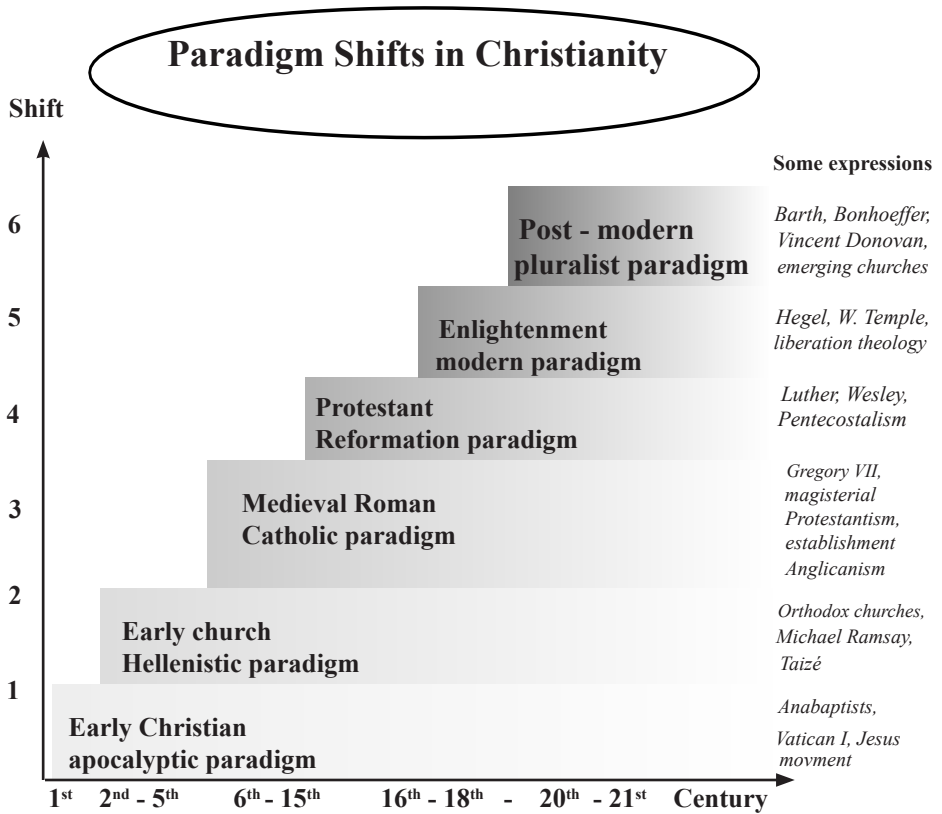 Paradigm Shifts in Christianity
Shift
Some expressions
6
Post - modern
pluralist paradigm
Barth, Bonhoeffer,
Vincent Donovan,
emerging churches
5
Enlightenment
modern paradigm
Hegel, W. Temple,
liberation theology
4
Protestant
Reformation paradigm
Luther, Wesley,
Pentecostalism
3
Medieval Roman
Catholic paradigm
Gregory VII,
magisterial
Protestantism,
establishment
Anglicanism
2
Early church
Hellenistic paradigm
Orthodox churches,
Michael Ramsay,
Taizé
1
Early Christian
apocalyptic paradigm
Anabaptists,
Vatican I, Jesus
movment
1st 2nd - 5th 6th - 15th 16th - 18th - 20th - 21st Century